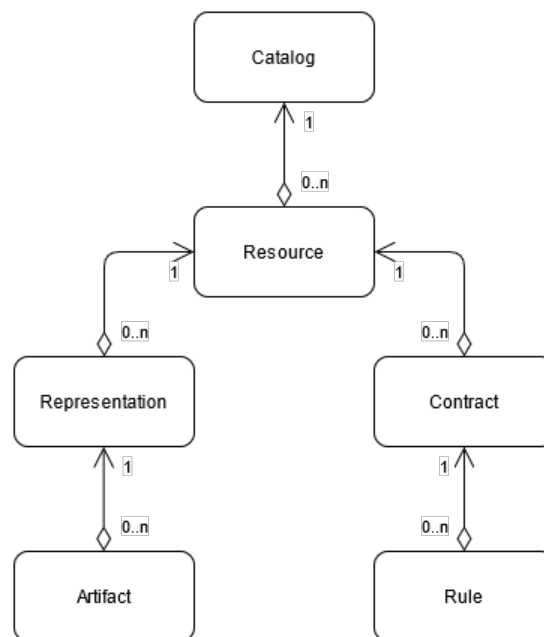 Catalog
1
0..n
Resource
1
1
0..n
0..n
Representation
Contract
1
1
0..n
0..n
Artifact
Rule